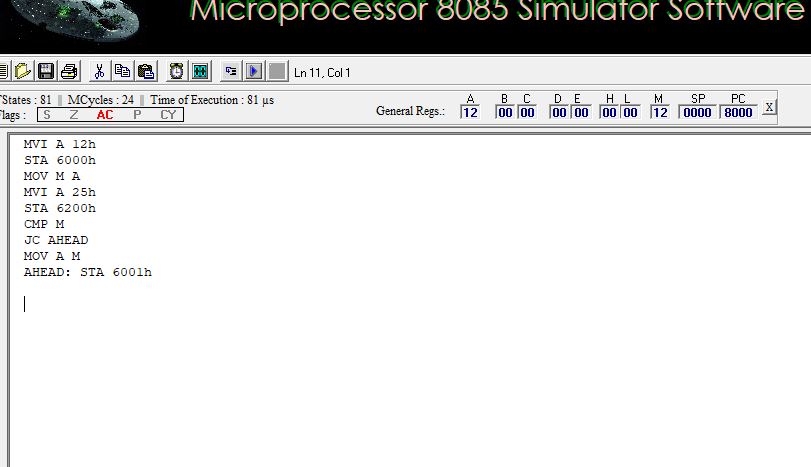 Microprocessor 8085 Simulator Software
Ln 11, Col 1
TStates : 81 || MCycles : 24 || Time of Execution : 81 µs
Flags : S Z AC P CY
General Regs.:
A B C D E H L M SP PC
12 00 00 00 00 00 00 12 0000 8000 X
MVI A 12h
STA 6000h
MOV M A
MVI A 25h
STA 6200h
CMP M
JC AHEAD
MOV A M
AHEAD: STA 6001h